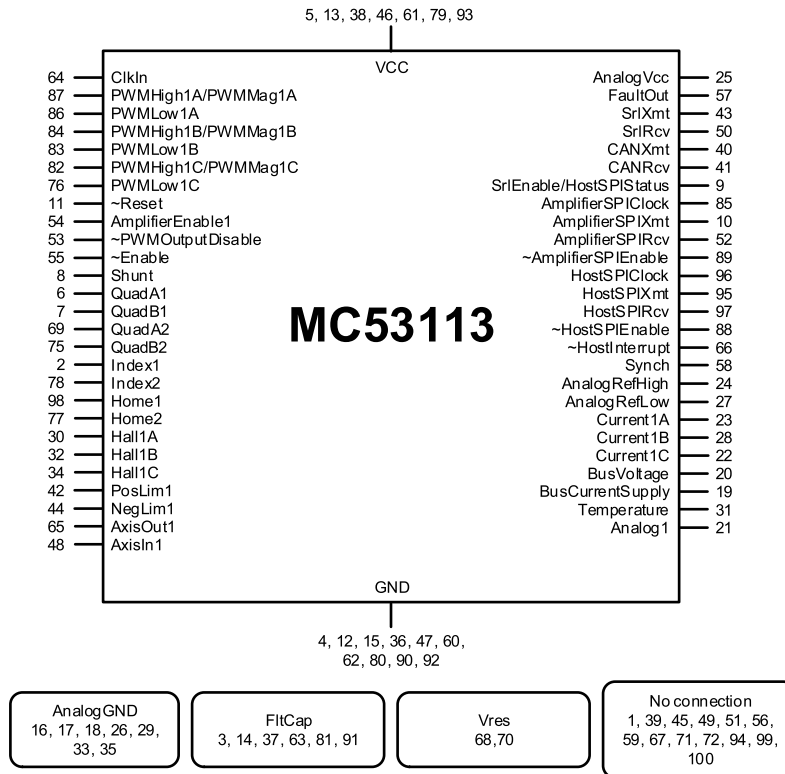 5, 13, 38, 46, 61, 79, 93
VCC
64 ClkIn
87 PWMHigh1A/PWMMag1A
86 PWMLow1A
84 PWMHigh1B/PWMMag1B
83 PWMLow1B
82 PWMHigh1C/PWMMag1C
76 PWMLow1C
11 ~Reset
54 AmplifierEnable1
53 ~PWMOutputDisable
55 ~Enable
8 Shunt
6 QuadA1
7 QuadB1
69 QuadA2
75 QuadB2
2 Index1
78 Index2
98 Home1
77 Home2
30 Hall1A
32 Hall1B
34 Hall1C
42 PosLim1
44 NegLim1
65 AxisOut1
48 AxisIn1
MC53113
AnalogVcc 25
FaultOut 57
SrlXmt 43
SrlRcv 50
CANXmt 40
CANRcv 41
SrlEnable/HostSPIStatus 9
AmplifierSPIClock 85
AmplifierSPIXmt 10
AmplifierSPIRcv 52
~AmplifierSPIEnable 89
HostSPIClock 96
HostSPIXmt 95
HostSPIRcv 97
~HostSPIEnable 88
~HostInterrupt 66
Synch 58
AnalogRefHigh 24
AnalogRefLow 27
Current1A 23
Current1B 28
Current1C 22
BusVoltage 20
BusCurrentSupply 19
Temperature 31
Analog1 21
GND
4, 12, 15, 36, 47, 60,
62, 80, 90, 92
AnalogGND
16, 17, 18, 26, 29,
33, 35
FltCap
3, 14, 37, 63, 81, 91
Vres
68,70
No connection
1, 39, 45, 49, 51, 56,
59, 67, 71, 72, 94, 99,
100